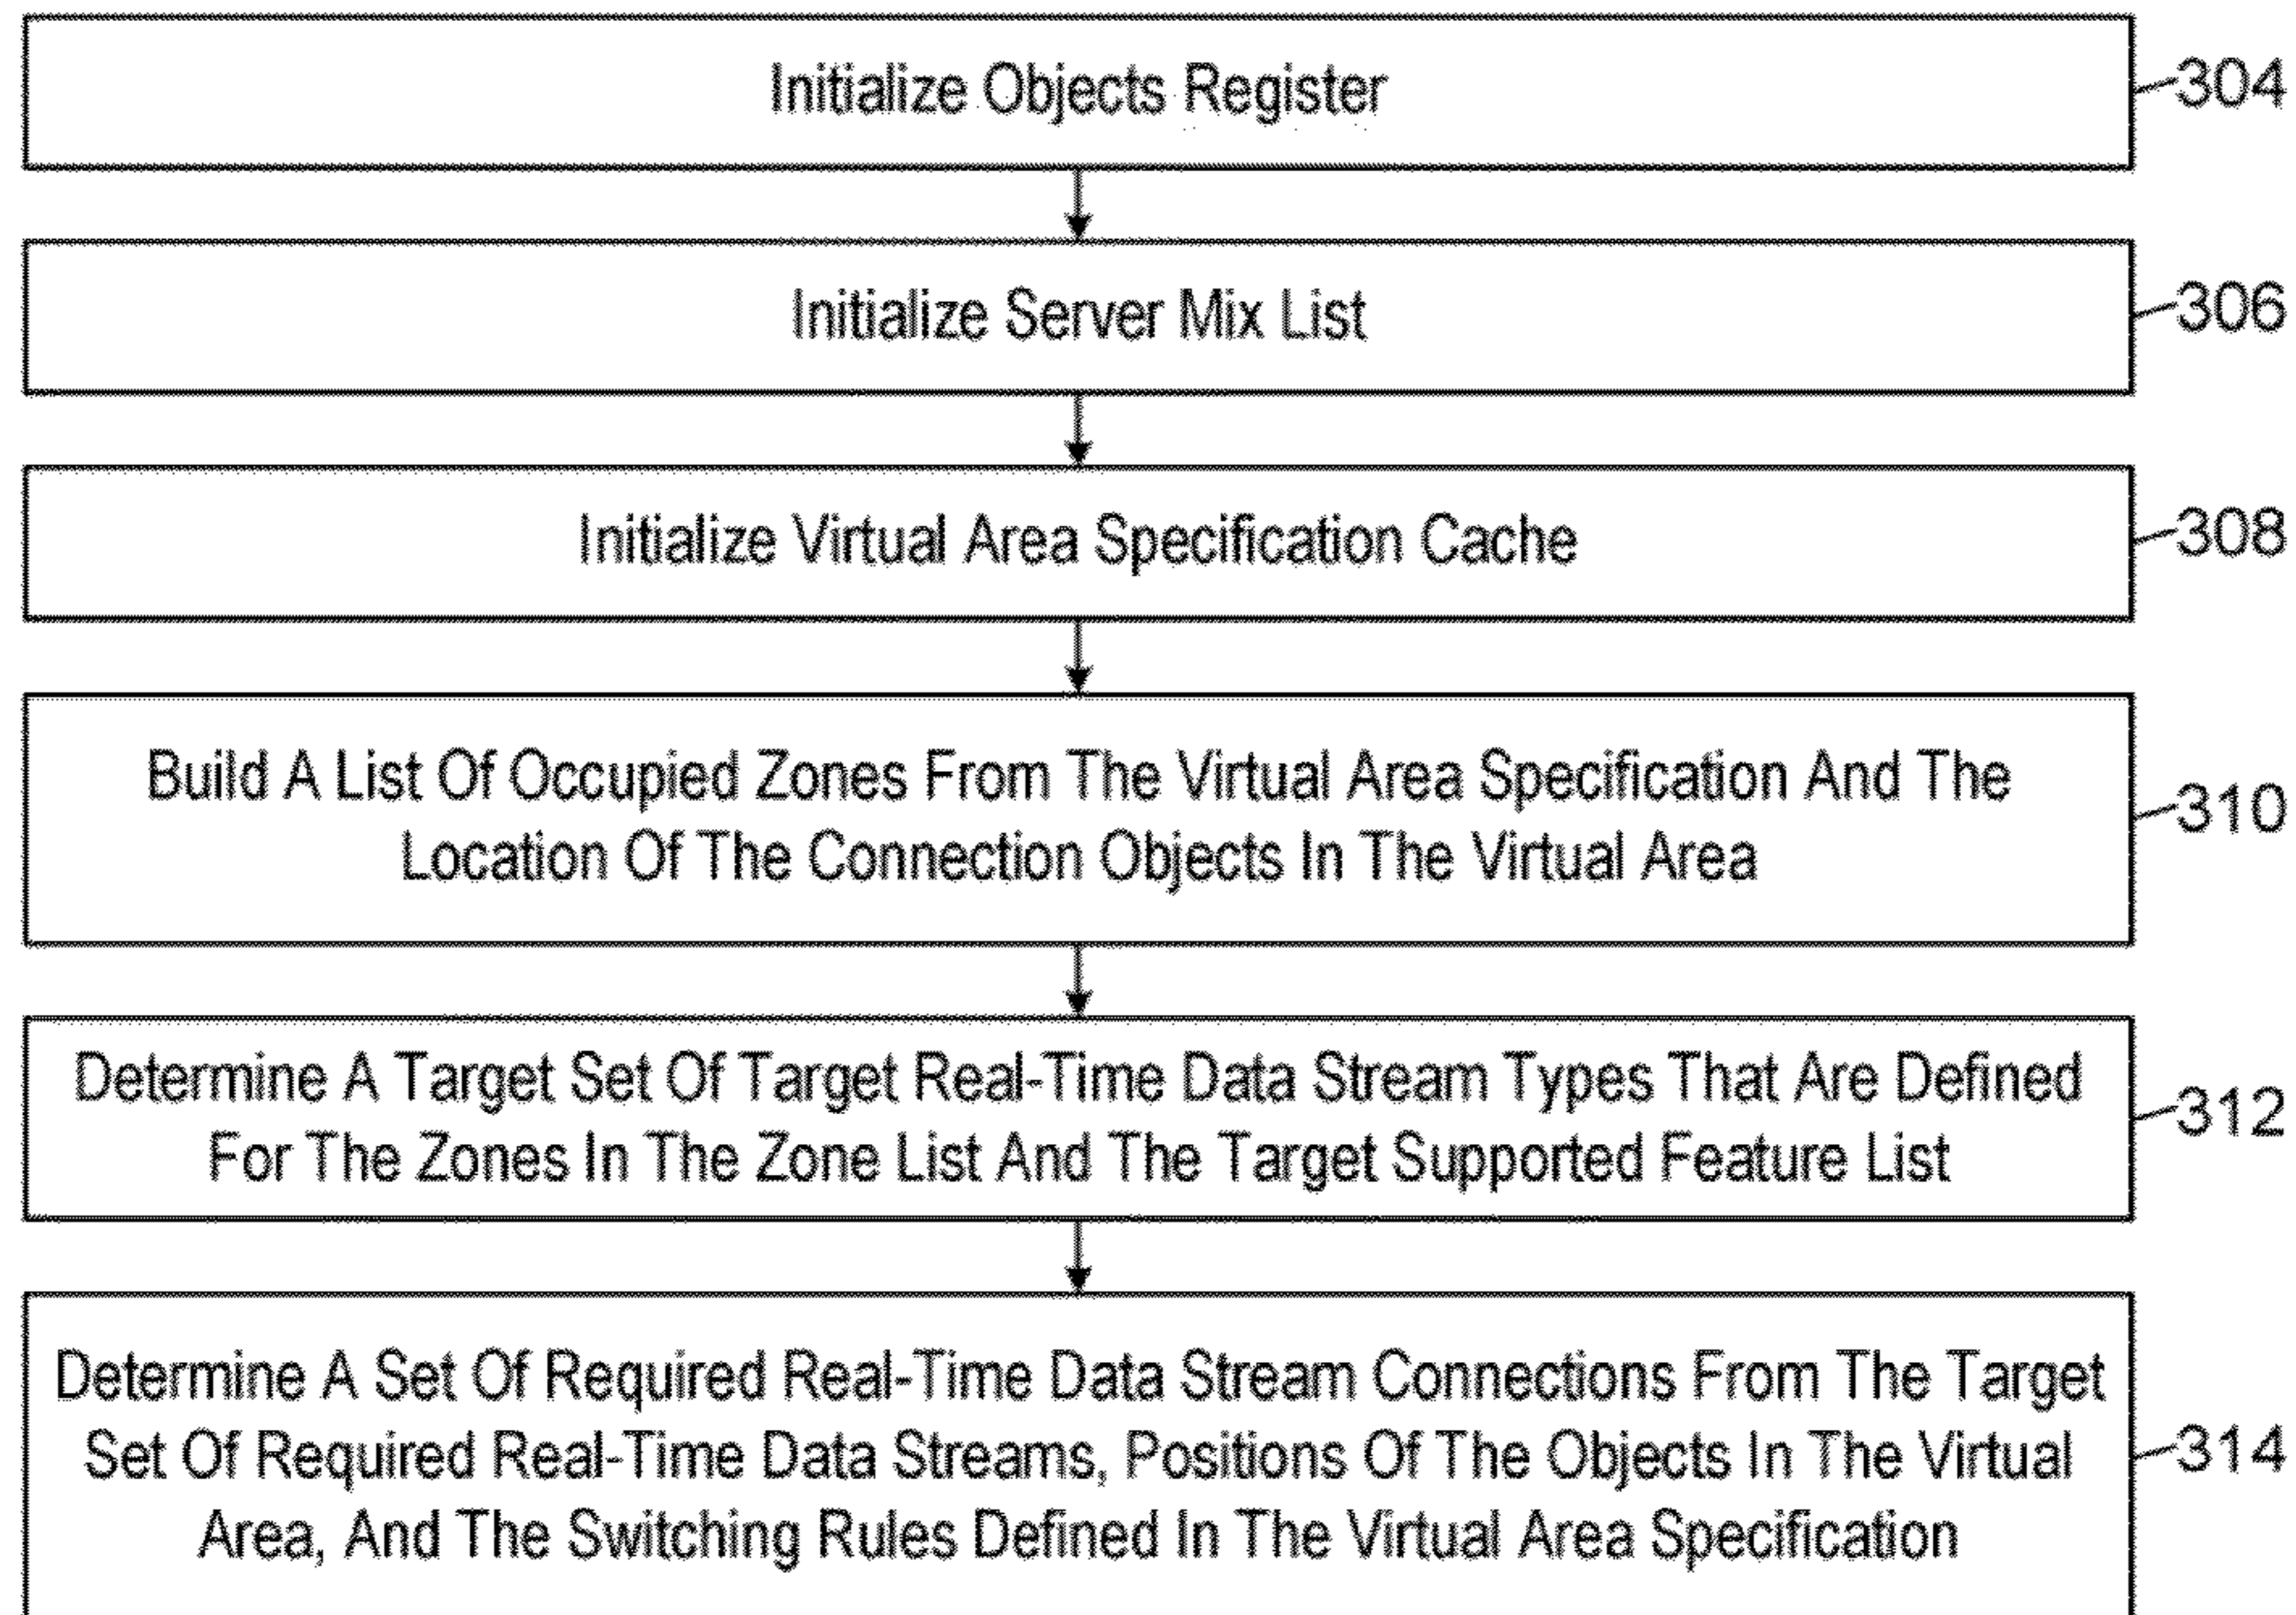 Initialize Objects Register
304
Initialize Server Mix List
306
Initialize Virtual Area Specification Cache
308
Build A List Of Occupied Zones From The Virtual Area Specification And The
Location Of The Connection Objects In The Virtual Area
310
Determine A Target Set Of Target Real-Time Data Stream Types That Are Defined
For The Zones In The Zone List And The Target Supported Feature List
312
Determine A Set Of Required Real-Time Data Stream Connections From The Target
Set Of Required Real-Time Data Streams, Positions Of The Objects In The Virtual
Area, And The Switching Rules Defined In The Virtual Area Specification
314